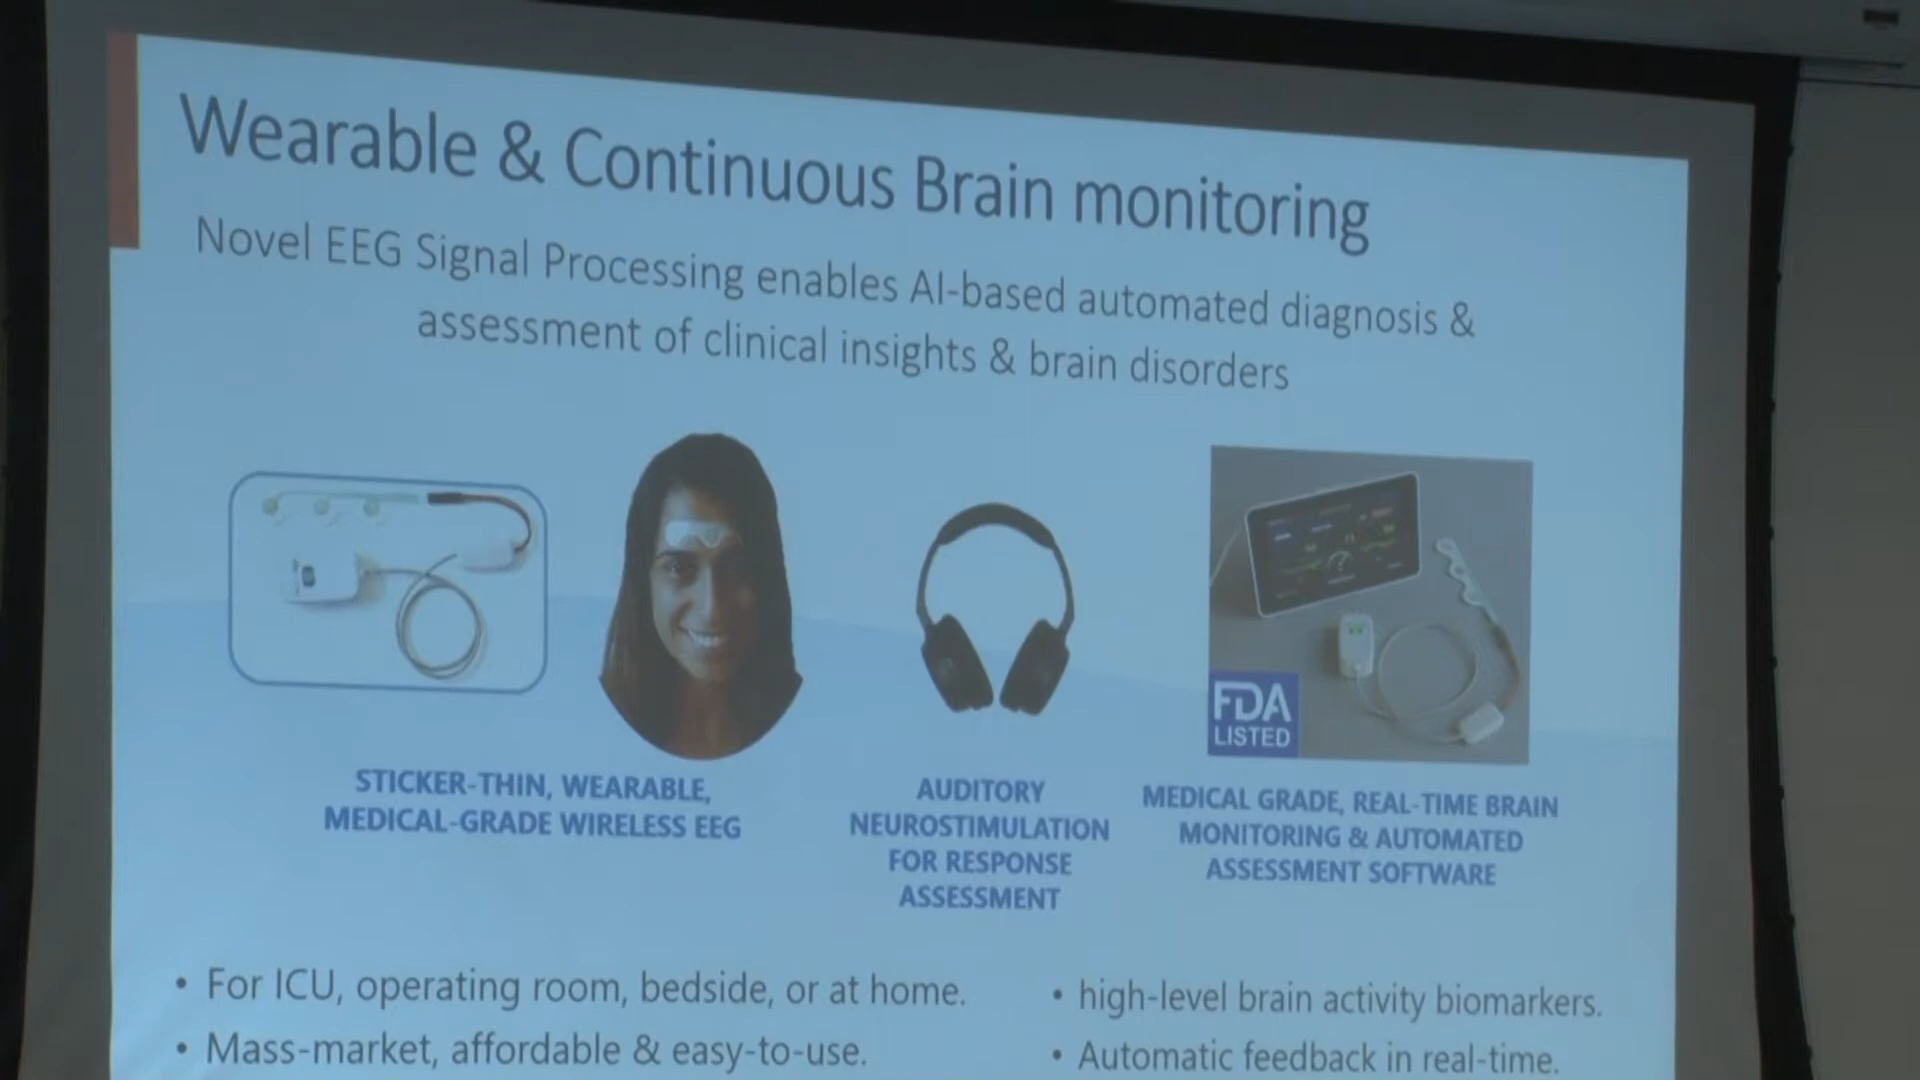 Wearable & Continuous Brain monitoring
Novel EEG Signal Processing enables AI-based automated diagnosis &
assessment of clinical insights & brain disorders
FDA
LISTED
STICKER-THIN, WEARABLE,
MEDICAL-GRADE WIRELESS EEG
AUDITORY
NEUROSTIMULATION
FOR RESPONSE
ASSESSMENT
MEDICAL GRADE, REAL-TIME BRAIN
MONITORING & AUTOMATED
ASSESSMENT SOFTWARE
• For ICU, operating room, bedside, or at home.
• Mass-market, affordable & easy-to-use.
• high-level brain activity biomarkers.
• Automatic feedback in real-time.